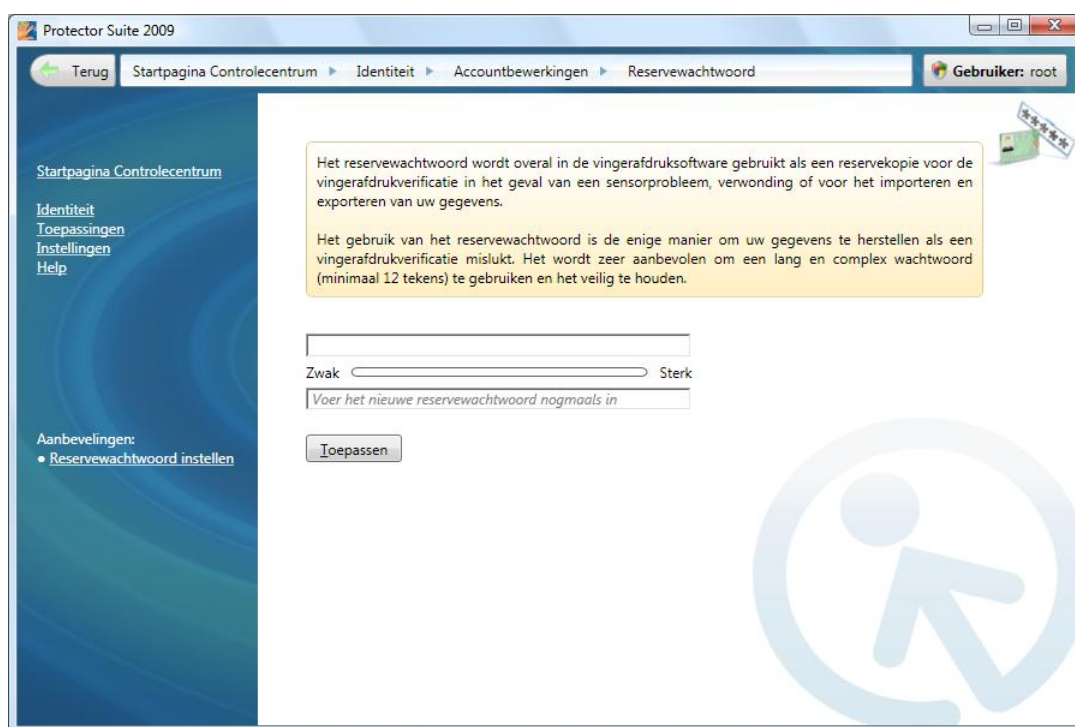 Protector Suite 2009
Terug Startpagina Controlecentrum Identiteit Accountbewerkingen Reservewachtwoord Gebruiker: root
Startpagina Controlecentrum
Identiteit
Toepassingen
Instellingen
Help
Aanbevelingen:
• Reservewachtwoord instellen
Het reservewachtwoord wordt overal in de vingerafdruksoftware gebruikt als een reservekopie voor de
vingerafdrukverificatie in het geval van een sensorprobleem, verwonding of voor het importeren en
exporteren van uw gegevens.
Het gebruik van het reservewachtwoord is de enige manier om uw gegevens te herstellen als een
vingerafdrukverificatie mislukt. Het wordt zeer aanbevolen om een lang en complex wachtwoord
(minimaal 12 tekens) te gebruiken en het veilig te houden.
Zwak Sterk
Voer het nieuwe reservewachtwoord nogmaals in
Toepassen